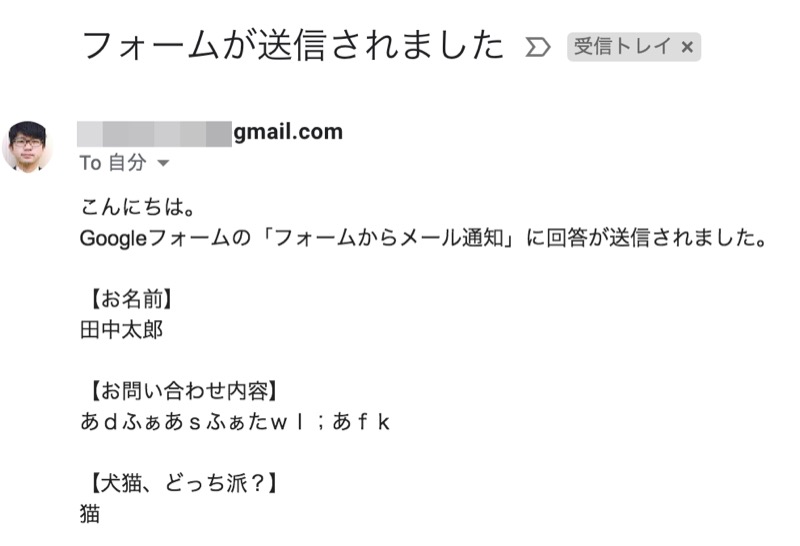 フォームが送信されました
受信トレイ ×
gmail.com
To 自分
こんにちは。
Googleフォームの「フォームからメール通知」に回答が送信されました。
【お名前】
田中太郎
【お問い合わせ内容】
あｄふぁあｓふぁたｗｌ；あｆｋ
【犬猫、どっち派？】
猫